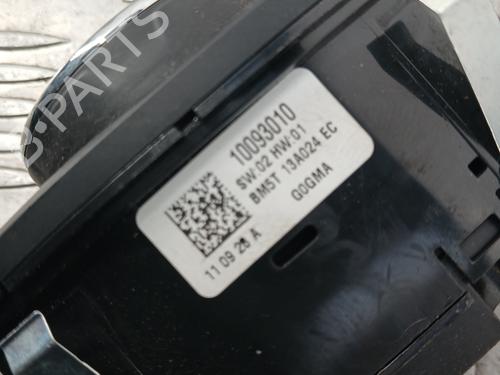 B-PARTS
10093010
SW:02 HW:01
BM5T 13A024 EC
G0GMA
11 09 28 A